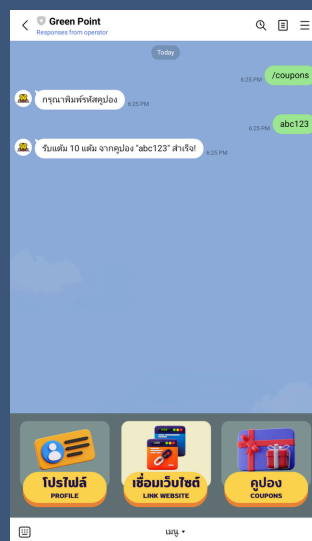 Green Point
Responses from operator
Today
/coupons
6:25 PM
กรุณาพิมพ์รหัสคูปอง
6:25 PM
abc123
6:25 PM
รับแต้ม 10 แต้ม จากคูปอง "abc123" สำเร็จ!
6:25 PM
โปรไฟล์
PROFILE
เชื่อมเว็บไซต์
LINK WEBSITE
คูปอง
COUPONS
เมนู